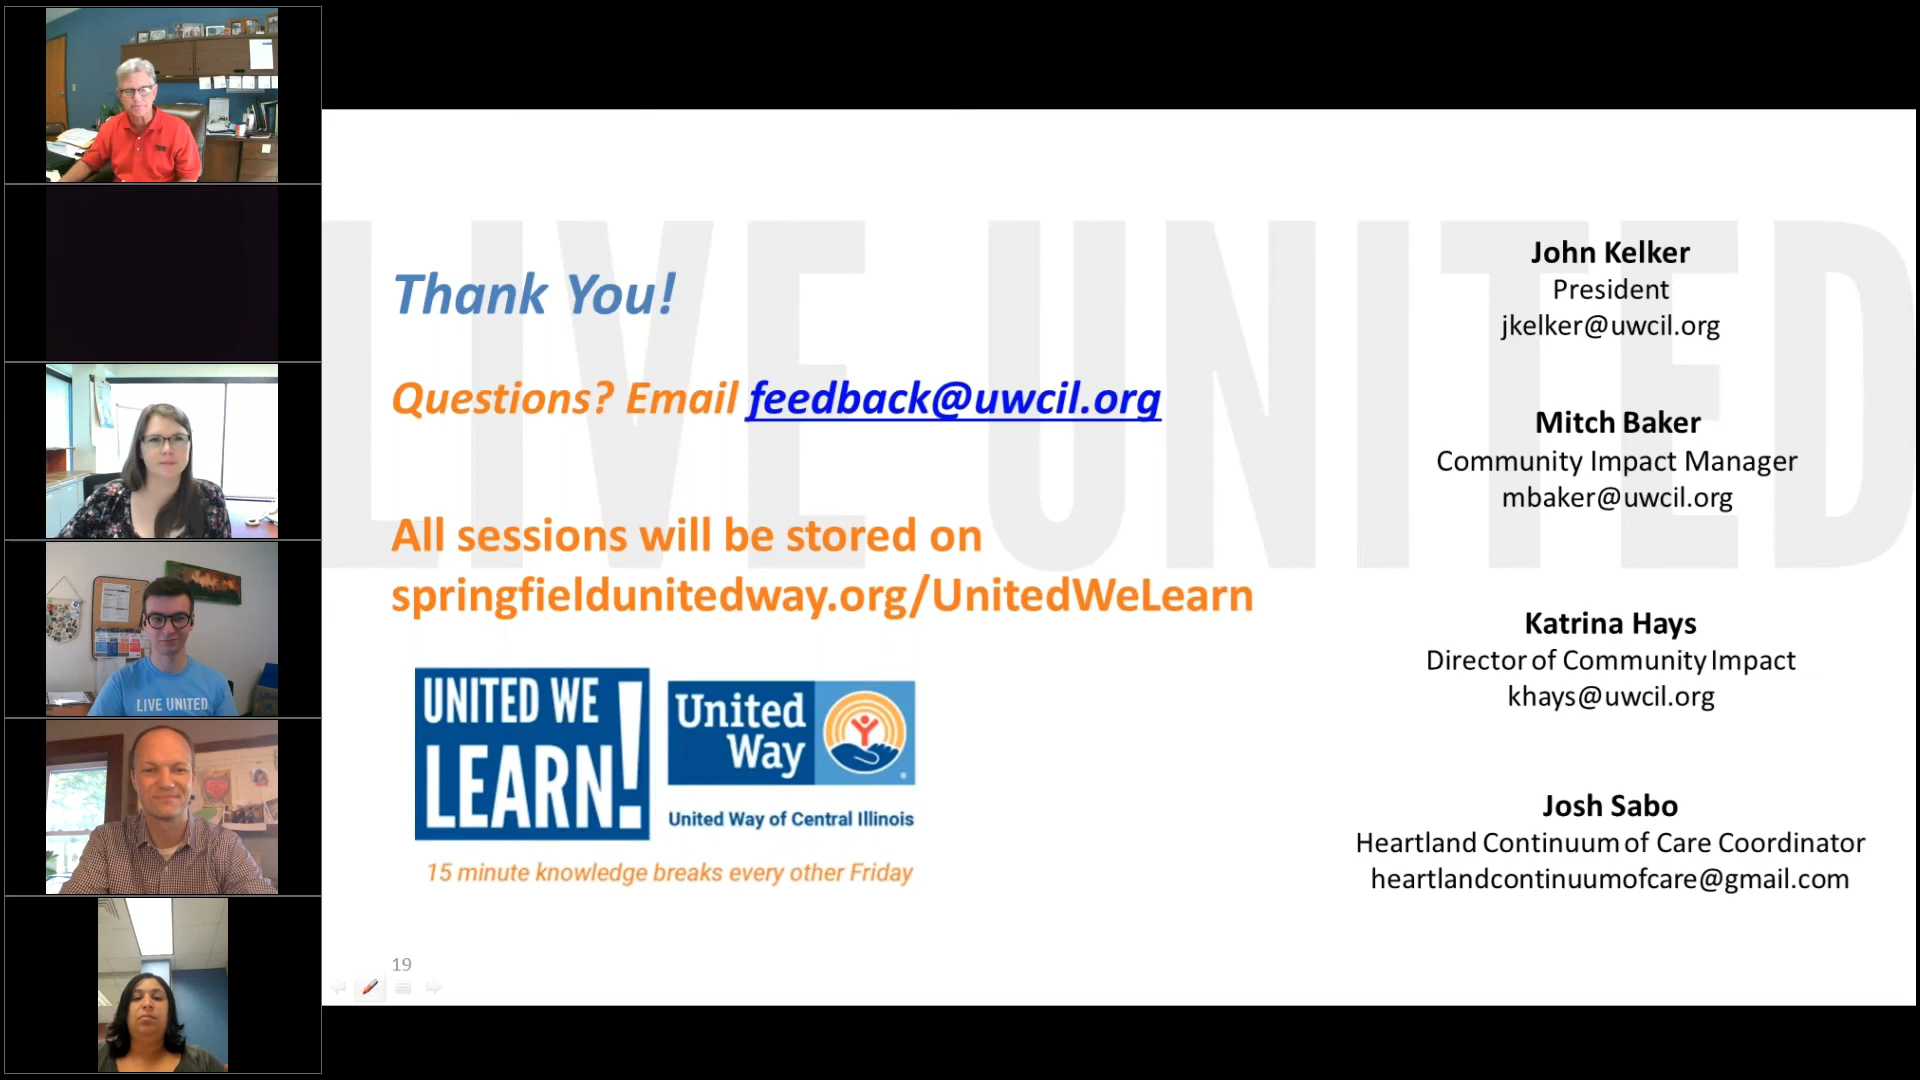 LIVE UNITED
Thank You!
Questions? Email feedback@uwcil.org
All sessions will be stored on
springfieldunitedway.org/UnitedWeLearn
UNITED WE
LEARN!
United
Way
®
United Way of Central Illinois
15 minute knowledge breaks every other Friday
19
John Kelker
President
jkelker@uwcil.org
Mitch Baker
Community Impact Manager
mbaker@uwcil.org
Katrina Hays
Director of Community Impact
khays@uwcil.org
Josh Sabo
Heartland Continuum of Care Coordinator
heartlandcontinuumofcare@gmail.com
LIVE UNITED